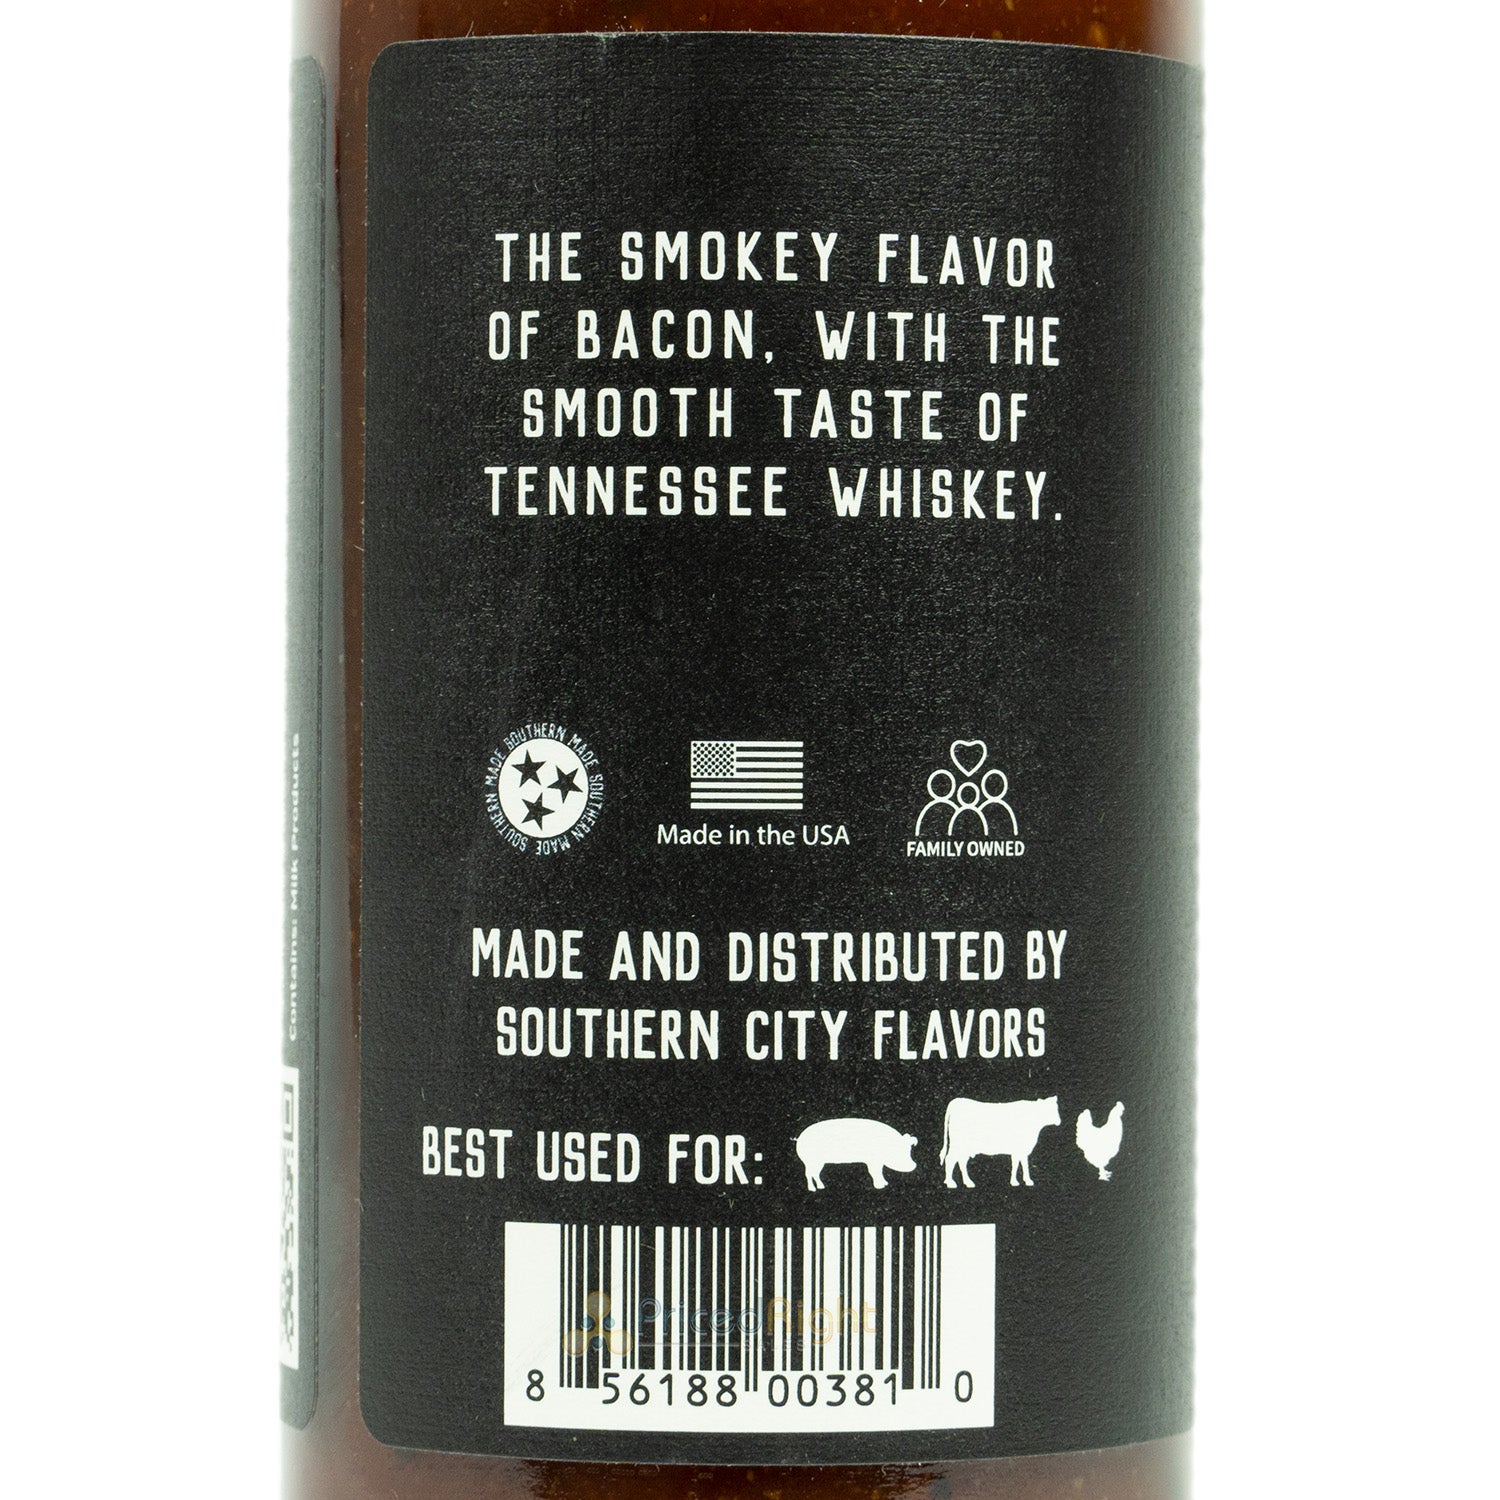 THE SMOKEY FLAVOR
OF BACON, WITH THE
SMOOTH TASTE OF
TENNESSEE WHISKEY.
SOUTHERN MADE SOUTHERN MADE SOUTHERN MADE
Made in the USA
FAMILY OWNED
MADE AND DISTRIBUTED BY
SOUTHERN CITY FLAVORS
BEST USED FOR:
PricedRight
SALES
8 56188 00381 0
Contains: Milk Products